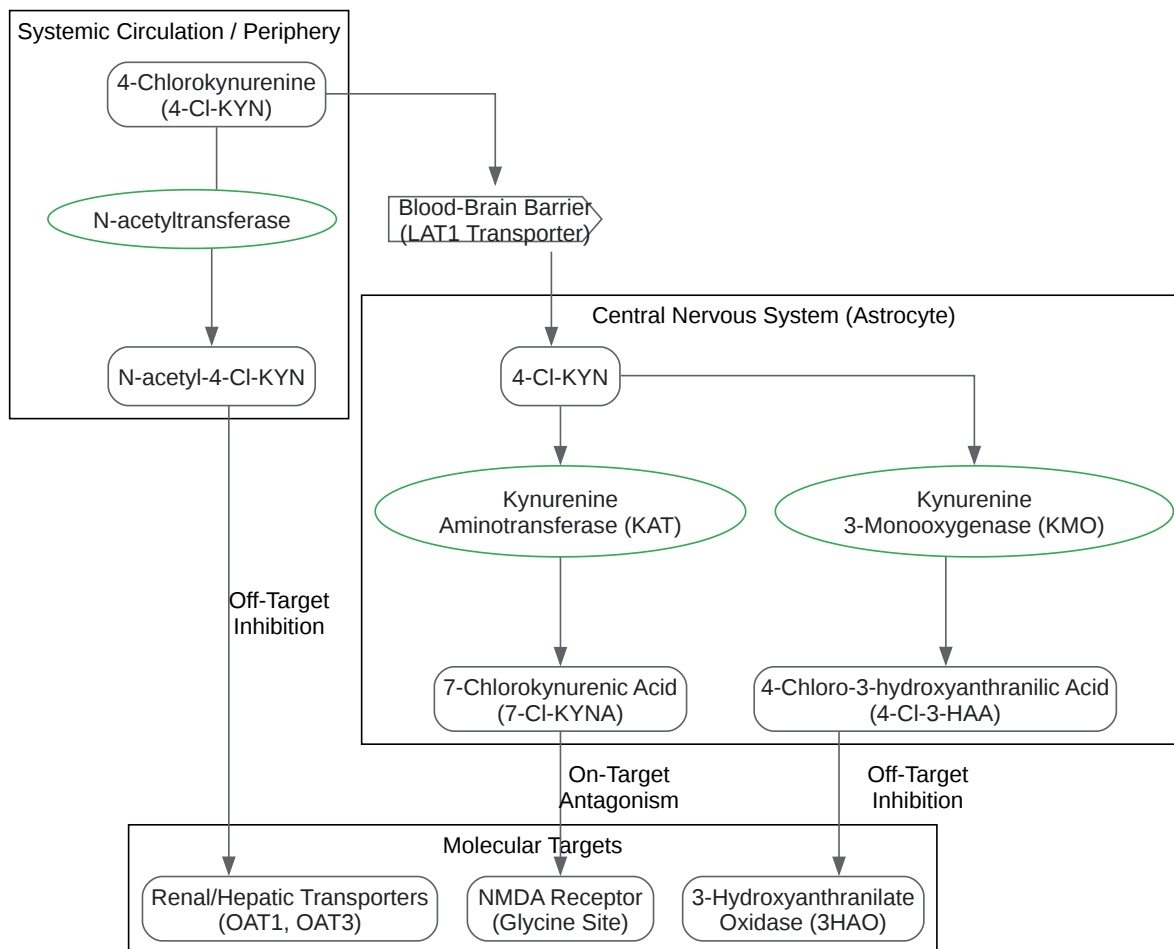 Systemic Circulation / Periphery
4-Chlorokynurenine
(4-Cl-KYN)
N-acetyltransferase
N-acetyl-4-Cl-KYN
Blood-Brain Barrier
(LAT1 Transporter)
Central Nervous System (Astrocyte)
4-Cl-KYN
Kynurenine
Aminotransferase (KAT)
Kynurenine
3-Monooxygenase (KMO)
7-Chlorokynurenic Acid
(7-Cl-KYNA)
4-Chloro-3-hydroxyanthranilic Acid
(4-Cl-3-HAA)
Off-Target
Inhibition
On-Target
Antagonism
Off-Target
Inhibition
Molecular Targets
Renal/Hepatic Transporters
(OAT1, OAT3)
NMDA Receptor
(Glycine Site)
3-Hydroxyanthranilate
Oxidase (3HAO)